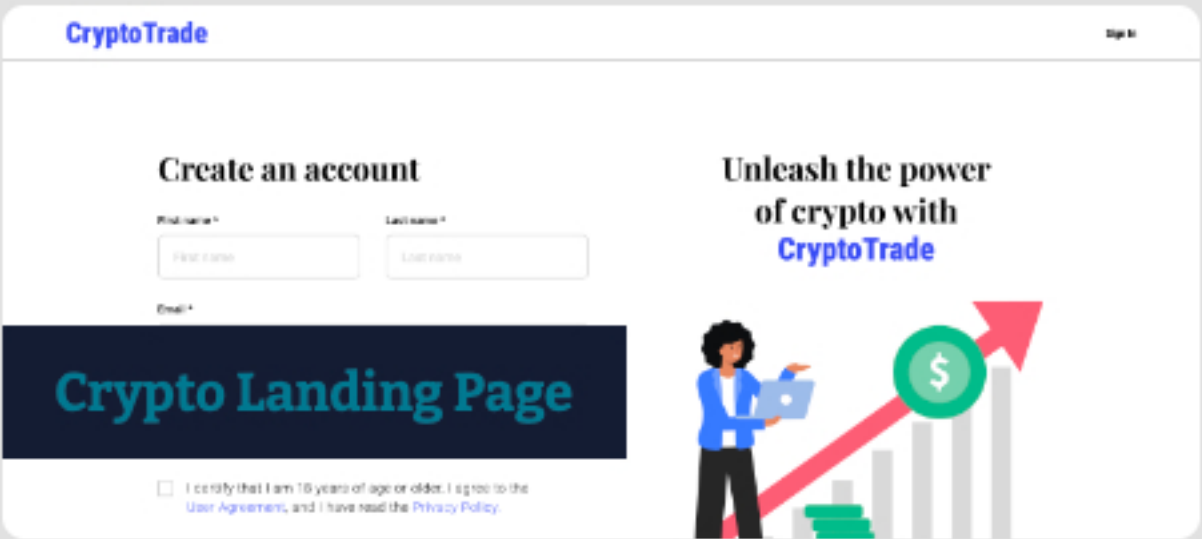 CryptoTrade
Sign In
Create an account
First name *
Last name *
First name
Last name
Email *
Crypto Landing Page
I certify that I am 18 years of age or older. I agree to the
User Agreement, and I have read the Privacy Policy.
Unleash the power
of crypto with
CryptoTrade
$